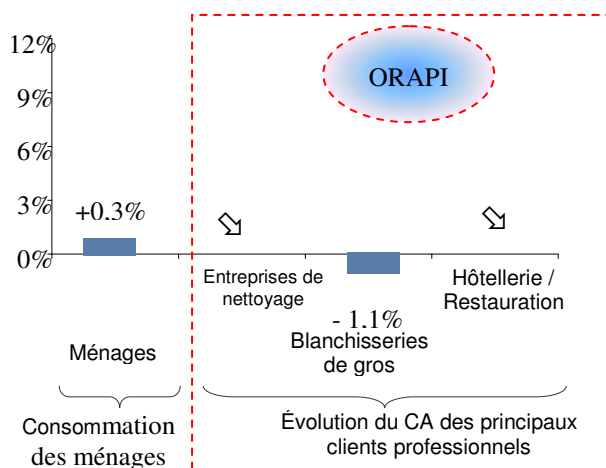 12%
9%
6%
3%
0%
ORAPI
+0.3%
Entreprises de
nettoyage
Hôtellerie /
Restauration
- 1.1%
Blanchisseries
de gros
Ménages
Consommation
des ménages
Évolution du CA des principaux
clients professionnels